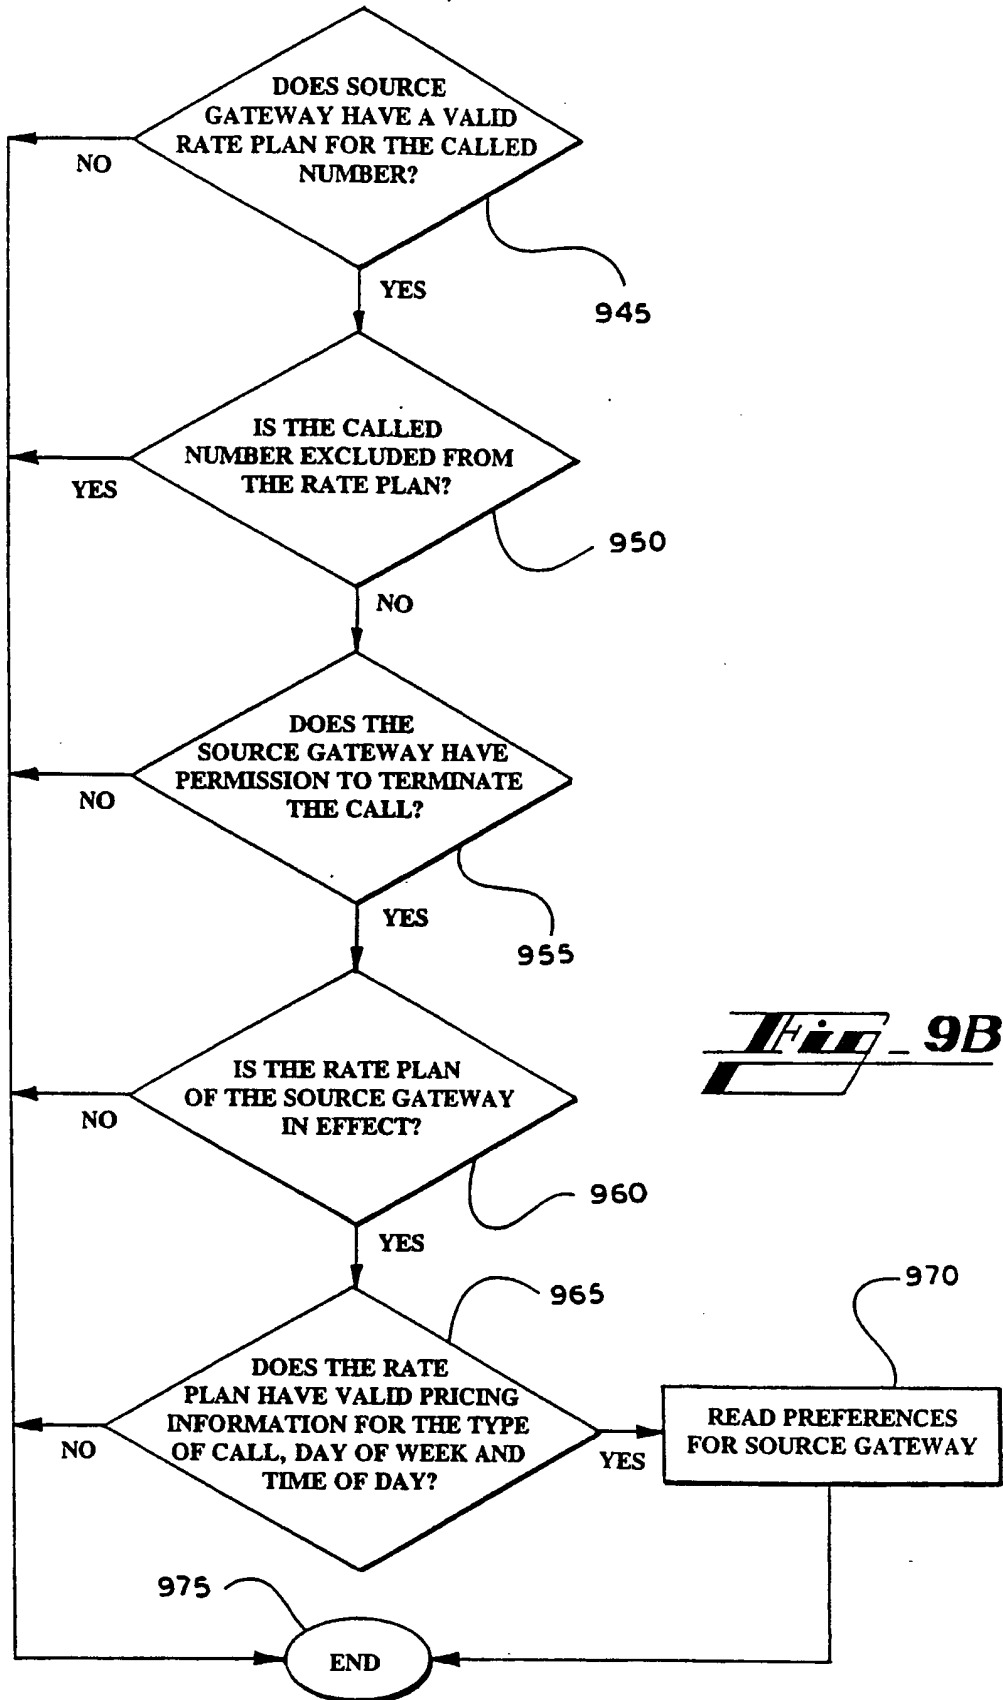 DOES SOURCE
GATEWAY HAVE A VALID
RATE PLAN FOR THE CALLED
NUMBER?
NO
YES
945
IS THE CALLED
NUMBER EXCLUDED FROM
THE RATE PLAN?
YES
950
NO
DOES THE
SOURCE GATEWAY HAVE
PERMISSION TO TERMINATE
THE CALL?
NO
YES
955
Fig_9B
IS THE RATE PLAN
OF THE SOURCE GATEWAY
IN EFFECT?
NO
960
YES
965
970
DOES THE RATE
PLAN HAVE VALID PRICING
INFORMATION FOR THE TYPE
OF CALL, DAY OF WEEK AND
TIME OF DAY?
NO
YES
READ PREFERENCES
FOR SOURCE GATEWAY
975
END